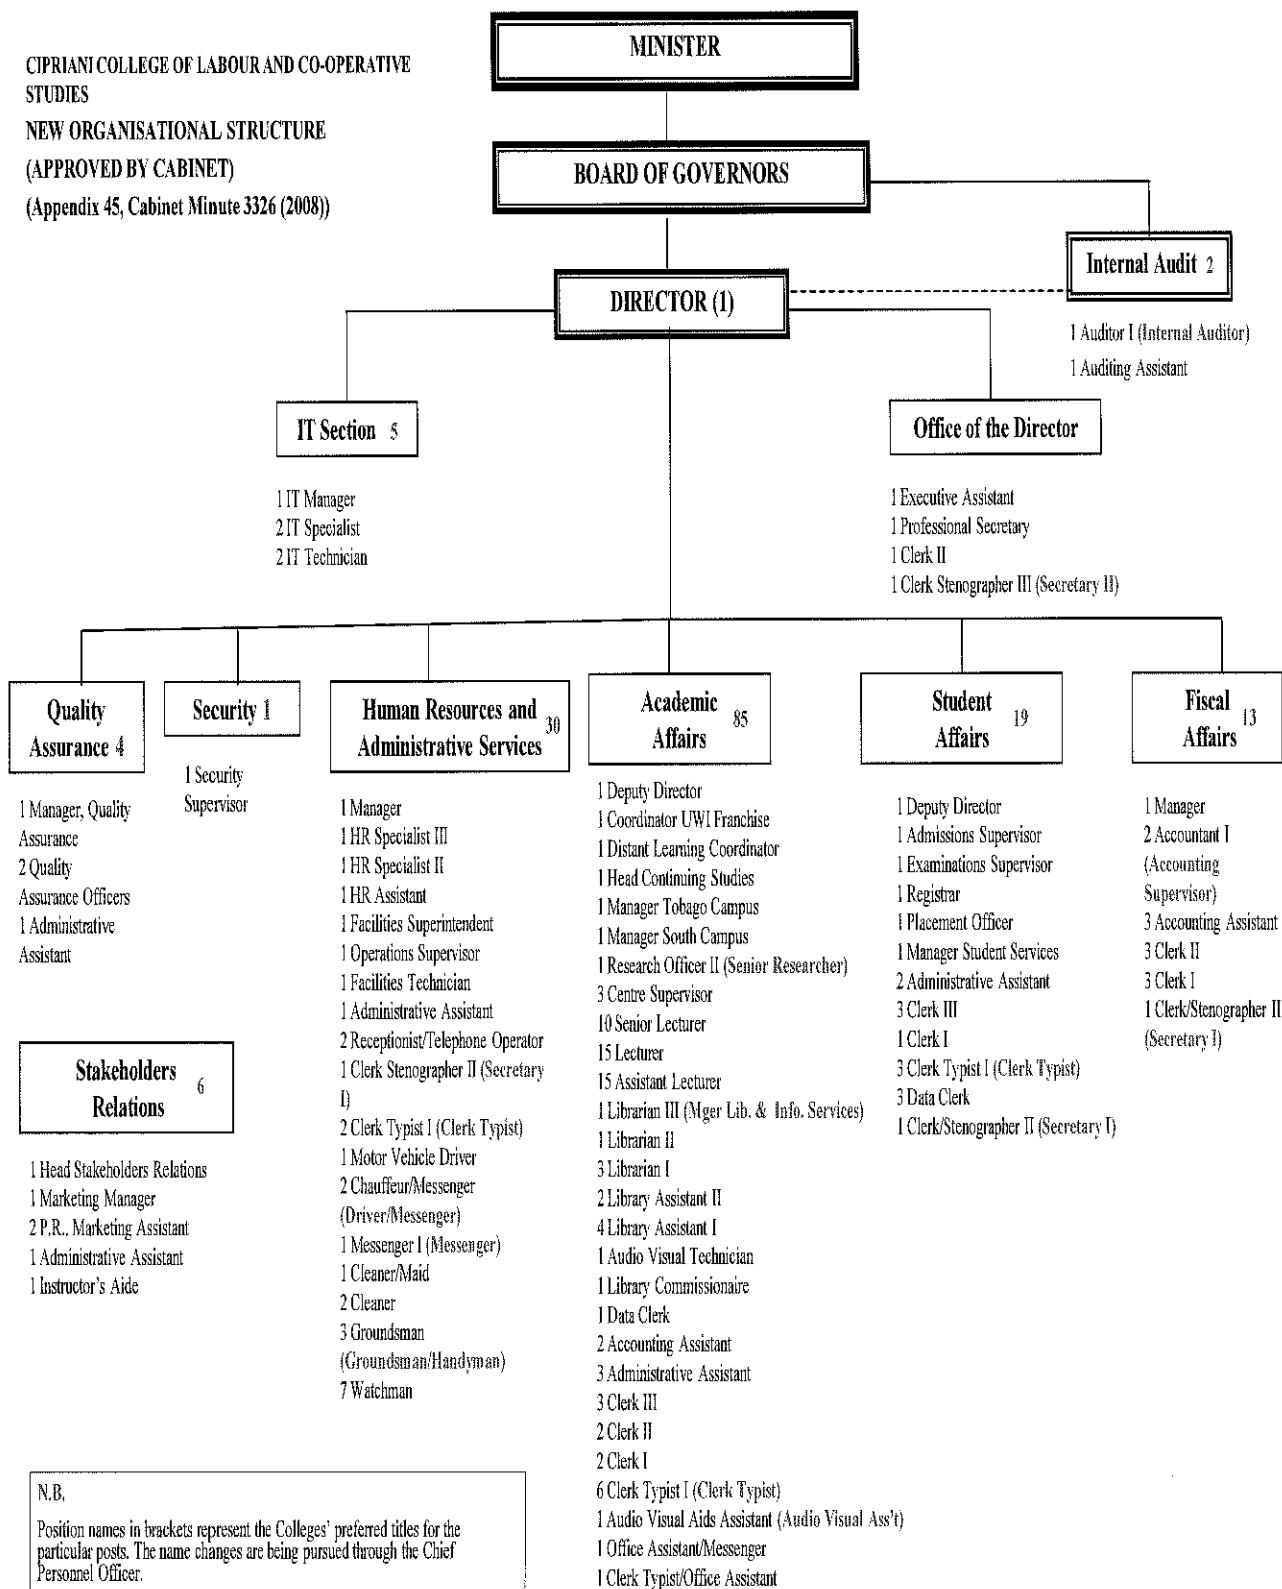 CIPRIANI COLLEGE OF LABOUR AND CO-OPERATIVE
STUDIES
NEW ORGANISATIONAL STRUCTURE
(APPROVED BY CABINET)
(Appendix 45, Cabinet Minute 3326 (2008))
MINISTER
BOARD OF GOVERNORS
Internal Audit 2
1 Auditor I (Internal Auditor)
1 Auditing Assistant
DIRECTOR (1)
IT Section 5
1 IT Manager
2 IT Specialist
2 IT Technician
Office of the Director
1 Executive Assistant
1 Professional Secretary
1 Clerk II
1 Clerk Stenographer III (Secretary II)
Quality
Assurance 4
1 Manager, Quality
Assurance
2 Quality
Assurance Officers
1 Administrative
Assistant
Stakeholders
Relations 6
1 Head Stakeholders Relations
1 Marketing Manager
2 P.R., Marketing Assistant
1 Administrative Assistant
1 Instructor's Aide
Security 1
1 Security
Supervisor
Human Resources and
Administrative Services 30
1 Manager
1 HR Specialist III
1 HR Specialist II
1 HR Assistant
1 Facilities Superintendent
1 Operations Supervisor
1 Facilities Technician
1 Administrative Assistant
2 Receptionist/Telephone Operator
1 Clerk Stenographer II (Secretary
I)
2 Clerk Typist I (Clerk Typist)
1 Motor Vehicle Driver
2 Chauffeur/Messenger
(Driver/Messenger)
1 Messenger I (Messenger)
1 Cleaner/Maid
2 Cleaner
3 Groundsman
(Groundsman/Handyman)
7 Watchman
Academic
Affairs 85
1 Deputy Director
1 Coordinator UWI Franchise
1 Distant Learning Coordinator
1 Head Continuing Studies
1 Manager Tobago Campus
1 Manager South Campus
1 Research Officer II (Senior Researcher)
3 Centre Supervisor
10 Senior Lecturer
15 Lecturer
15 Assistant Lecturer
1 Librarian III (Mger Lib. & Info. Services)
1 Librarian II
3 Librarian I
2 Library Assistant II
4 Library Assistant I
1 Audio Visual Technician
1 Library Commissionaire
1 Data Clerk
2 Accounting Assistant
3 Administrative Assistant
3 Clerk III
2 Clerk II
2 Clerk I
6 Clerk Typist I (Clerk Typist)
1 Audio Visual Aids Assistant (Audio Visual Ass't)
1 Office Assistant/Messenger
1 Clerk Typist/Office Assistant
Student
Affairs 19
1 Deputy Director
1 Admissions Supervisor
1 Examinations Supervisor
1 Registrar
1 Placement Officer
1 Manager Student Services
2 Administrative Assistant
3 Clerk III
1 Clerk I
3 Clerk Typist I (Clerk Typist)
3 Data Clerk
1 Clerk/Stenographer II (Secretary I)
Fiscal
Affairs 13
1 Manager
2 Accountant I
(Accounting
Supervisor)
3 Accounting Assistant
3 Clerk II
3 Clerk I
1 Clerk/Stenographer II
(Secretary I)
N.B.
Position names in brackets represent the Colleges' preferred titles for the
particular posts. The name changes are being pursued through the Chief
Personnel Officer.